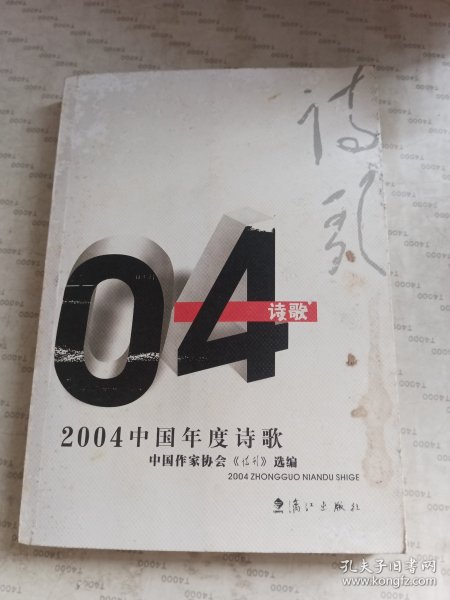 诗刊
04
诗歌
2004中国年度诗歌
中国作家协会《诗刊》选编
2004 ZHONGGUO NIANDU SHIGE
漓江出版社
孔夫子旧书网
www.kongfz.com